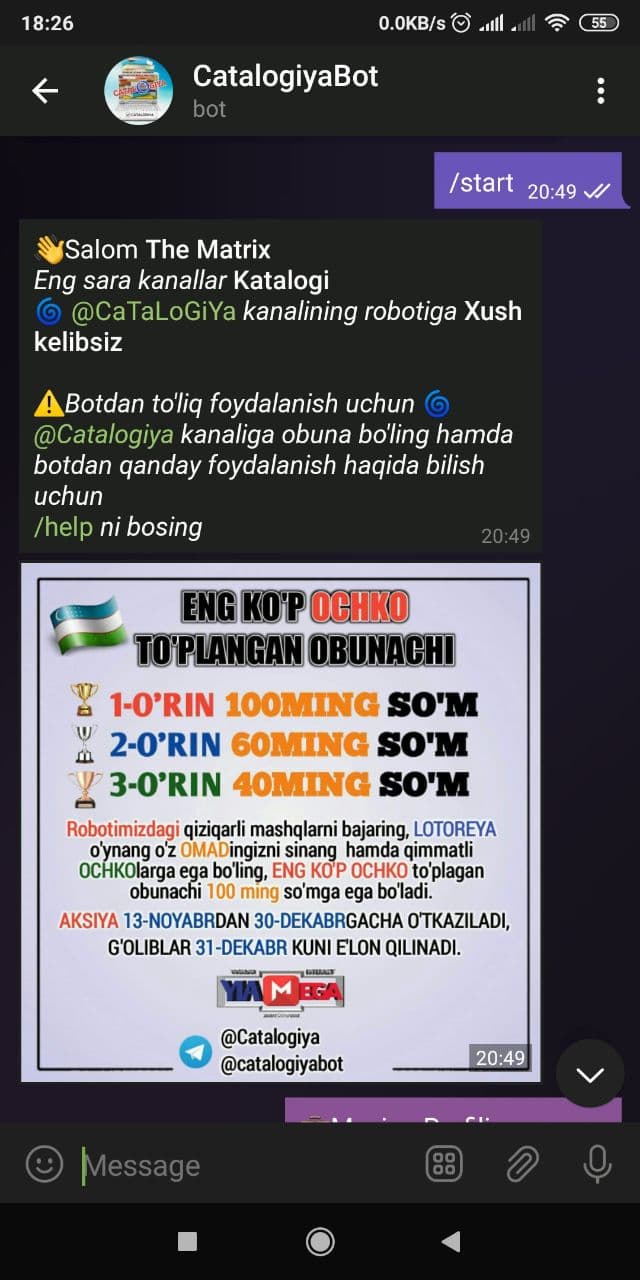 18:26
0.0KB/s
55
CatalogiyaBot
bot
/start 20:49
Salom The Matrix
Eng sara kanallar Katalogi
@CaTaLoGiYa kanalining robotiga Xush
kelibsiz
Botdan to'liq foydalanish uchun
@Catalogiya kanaliga obuna bo'ling hamda
botdan qanday foydalanish haqida bilish
uchun
/help ni bosing
20:49
ENG KO'P OCHKO
TO'PLANGAN OBUNACHI
1-O'RIN 100MING SO'M
2-O'RIN 60MING SO'M
3-O'RIN 40MING SO'M
Robotimizdagi qiziqarli mashqlarni bajaring, LOTOREYA
o'ynang o'z OMADingizni sinang hamda qimmatli
OCHKOlarga ega bo'ling, ENG KO'P OCHKO to'plagan
obunachi 100 ming so'mga ega bo'ladi.
AKSIYA 13-NOYABRDAN 30-DEKABRGACHA O'TKAZILADI,
G'OLIBLAR 31-DEKABR KUNI E'LON QILINADI.
@Catalogiya
@catalogiyabot
20:49
Message